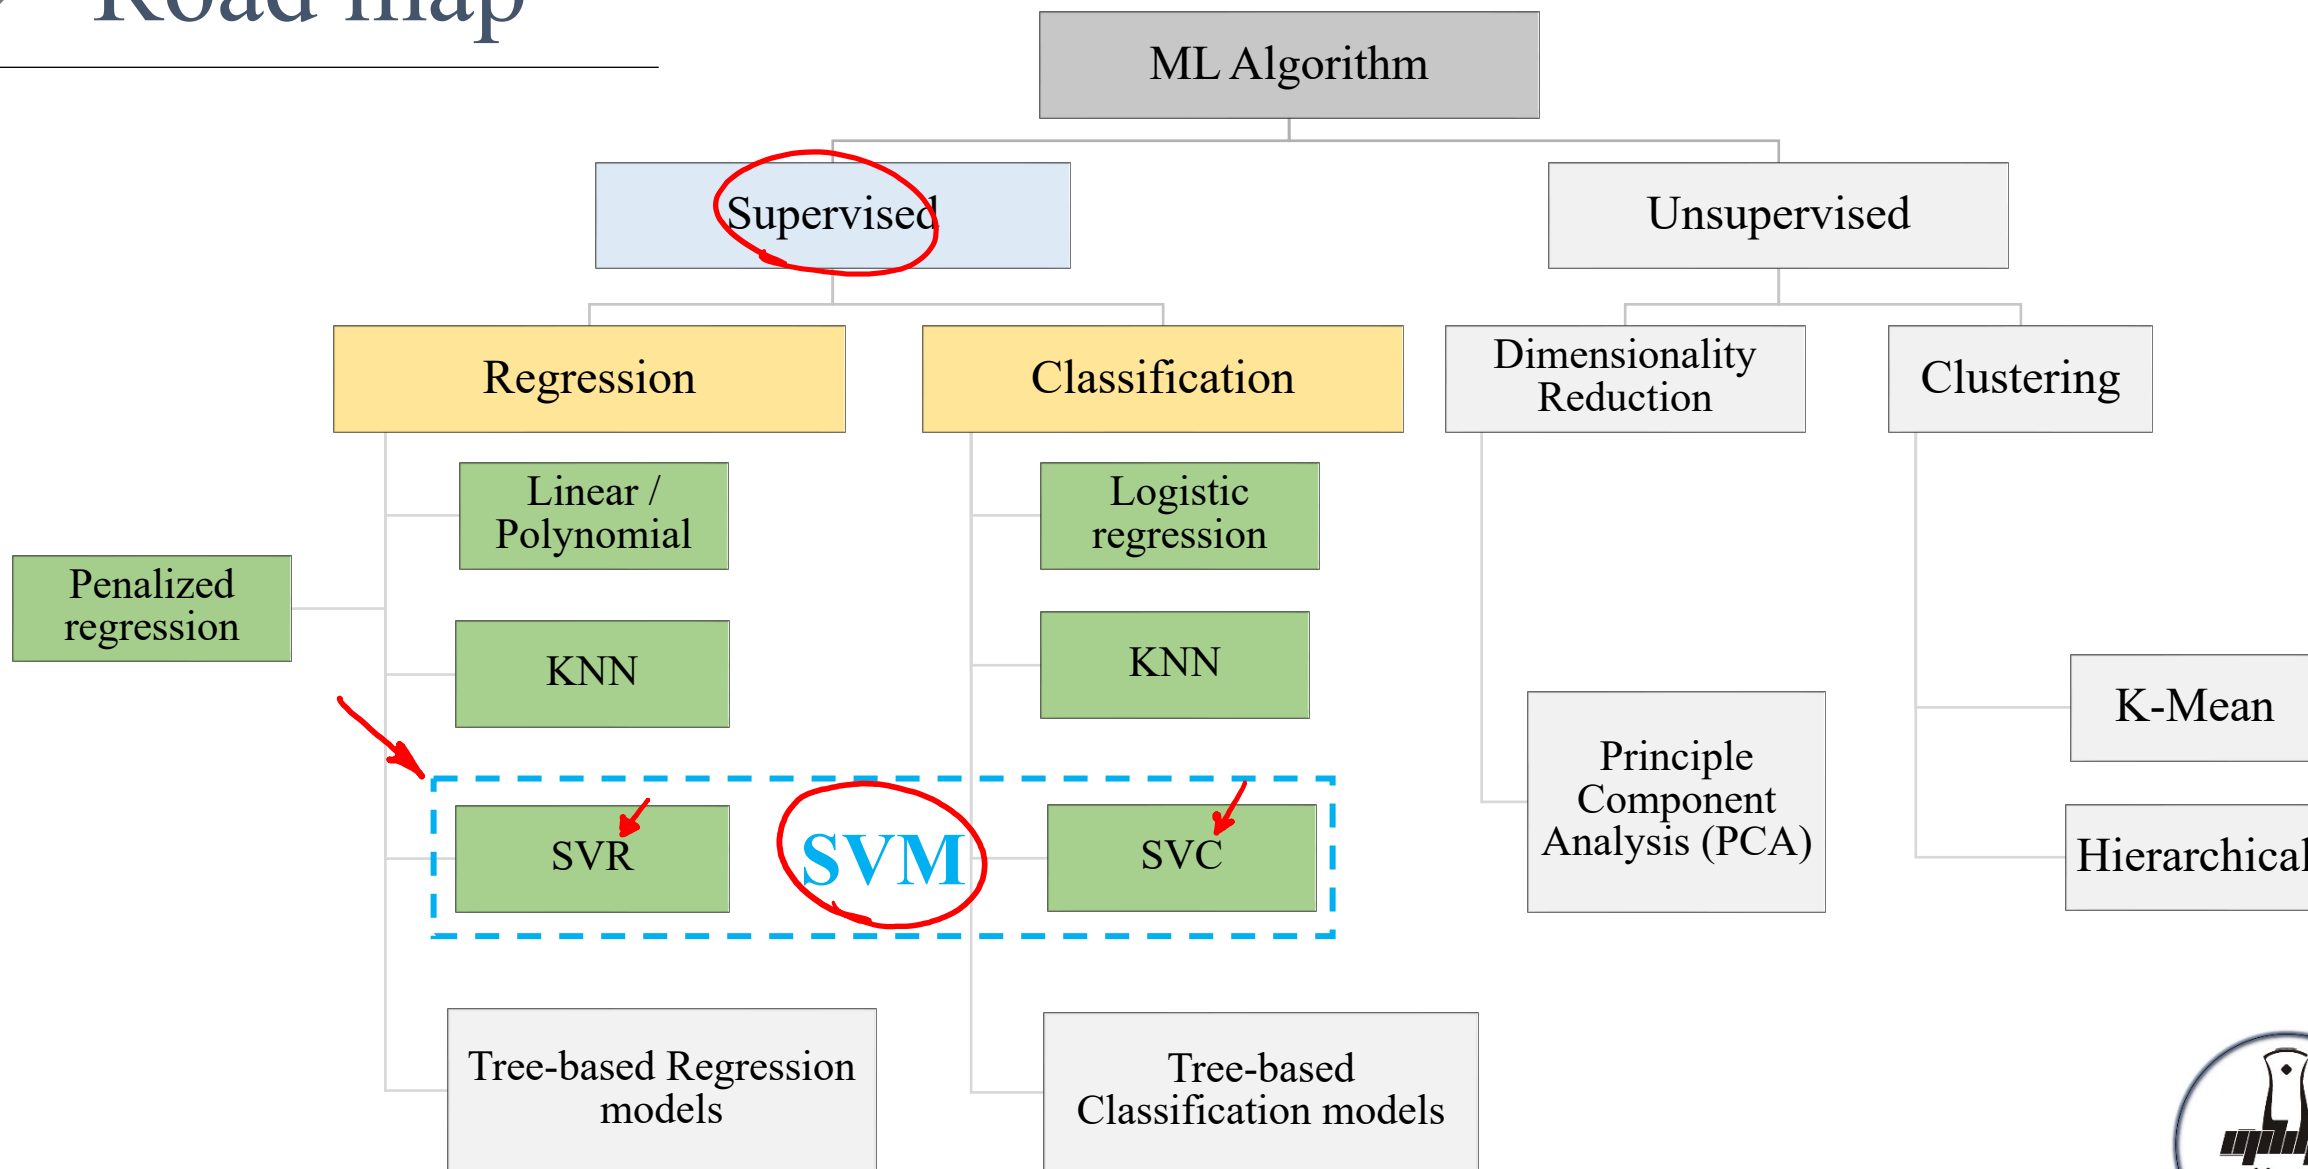 Road map
ML Algorithm
Supervised
Unsupervised
Regression
Classification
Dimensionality
Reduction
Clustering
Linear /
Polynomial
Logistic
regression
Penalized
regression
KNN
KNN
K-Mean
Principle
Component
Analysis (PCA)
SVR
SVM
SVC
Hierarchical
Tree-based Regression
models
Tree-based
Classification models